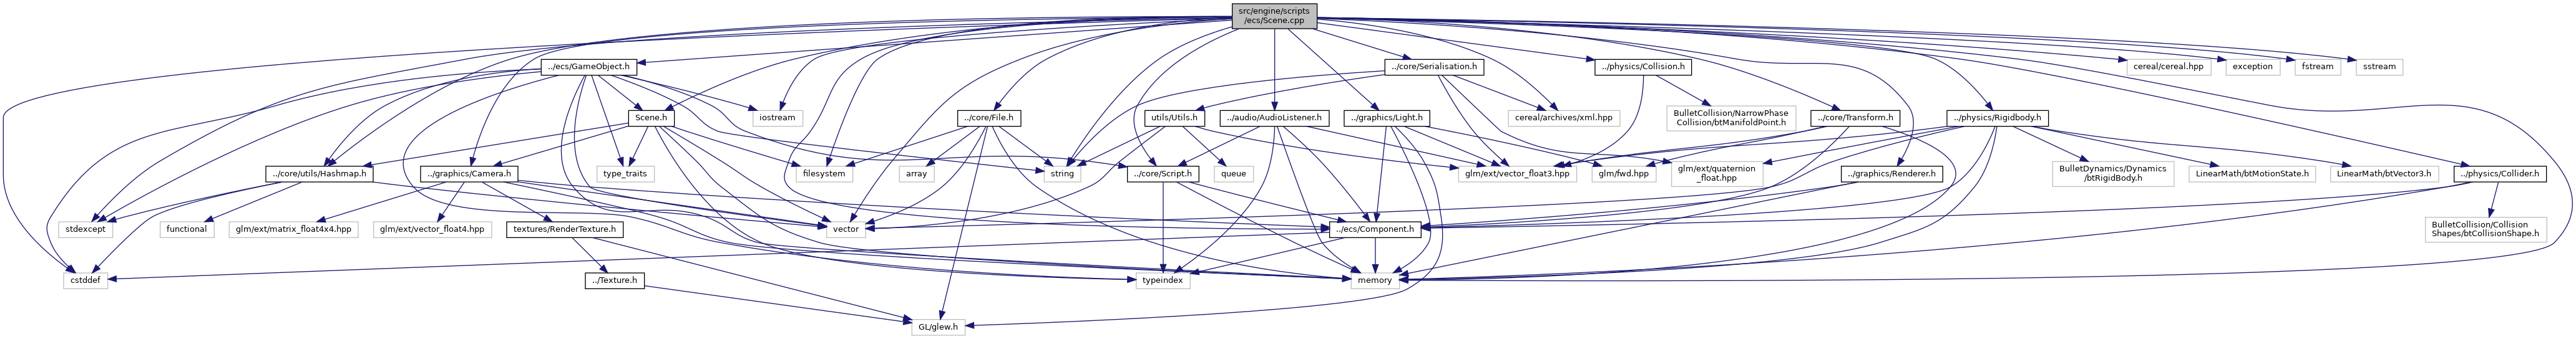 src/engine/scripts
/ecs/Scene.cpp
../ecs/GameObject.h
../core/Serialisation.h
../physics/Collision.h
cereal/cereal.hpp
exception
fstream
sstream
Scene.h
iostream
../core/File.h
utils/Utils.h
../audio/AudioListener.h
../graphics/Light.h
cereal/archives/xml.hpp
BulletCollision/NarrowPhase
Collision/btManifoldPoint.h
../core/Transform.h
../physics/Rigidbody.h
../core/utils/Hashmap.h
../graphics/Camera.h
type_traits
filesystem
array
string
../core/Script.h
queue
glm/ext/vector_float3.hpp
glm/fwd.hpp
glm/ext/quaternion
_float.hpp
../graphics/Renderer.h
BulletDynamics/Dynamics
/btRigidBody.h
LinearMath/btMotionState.h
LinearMath/btVector3.h
../physics/Collider.h
stdexcept
functional
glm/ext/matrix_float4x4.hpp
glm/ext/vector_float4.hpp
textures/RenderTexture.h
vector
../ecs/Component.h
BulletCollision/Collision
Shapes/btCollisionShape.h
cstddef
../Texture.h
typeindex
memory
GL/glew.h